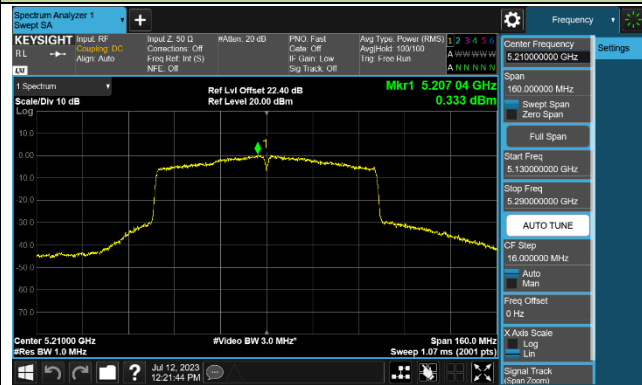 Spectrum Analyzer 1
Swept SA
Frequency
KEYSIGHT
RL
Input: RF
Coupling: DC
Align: Auto
Input Z: 50 Ω
Corrections: Off
Freq Ref: Int (S)
NFE: Off
#Atten: 20 dB
PNO: Fast
Gate: Off
IF Gain: Low
Sig Track: Off
Avg Type: Power (RMS)
Avg|Hold: 100/100
Trig: Free Run
1 2 3 4 5 6
A W W W W W
A N N N N N
LXI
1 Spectrum
Scale/Div 10 dB
Ref Lvl Offset 22.40 dB
Ref Level 20.00 dBm
Mkr1 5.207 04 GHz
0.333 dBm
Log
10.0
0.00
-10.0
-20.0
-30.0
-40.0
-50.0
-60.0
-70.0
1
Center 5.21000 GHz
#Res BW 1.0 MHz
#Video BW 3.0 MHz*
Span 160.0 MHz
Sweep 1.07 ms (2001 pts)
Jul 12, 2023
12:21:44 PM
Center Frequency
5.210000000 GHz
Span
160.000000 MHz
Swept Span
Zero Span
Full Span
Start Freq
5.130000000 GHz
Stop Freq
5.290000000 GHz
AUTO TUNE
CF Step
16.000000 MHz
Auto
Man
Freq Offset
0 Hz
X Axis Scale
Log
Lin
Signal Track
(Span Zoom)
Settings